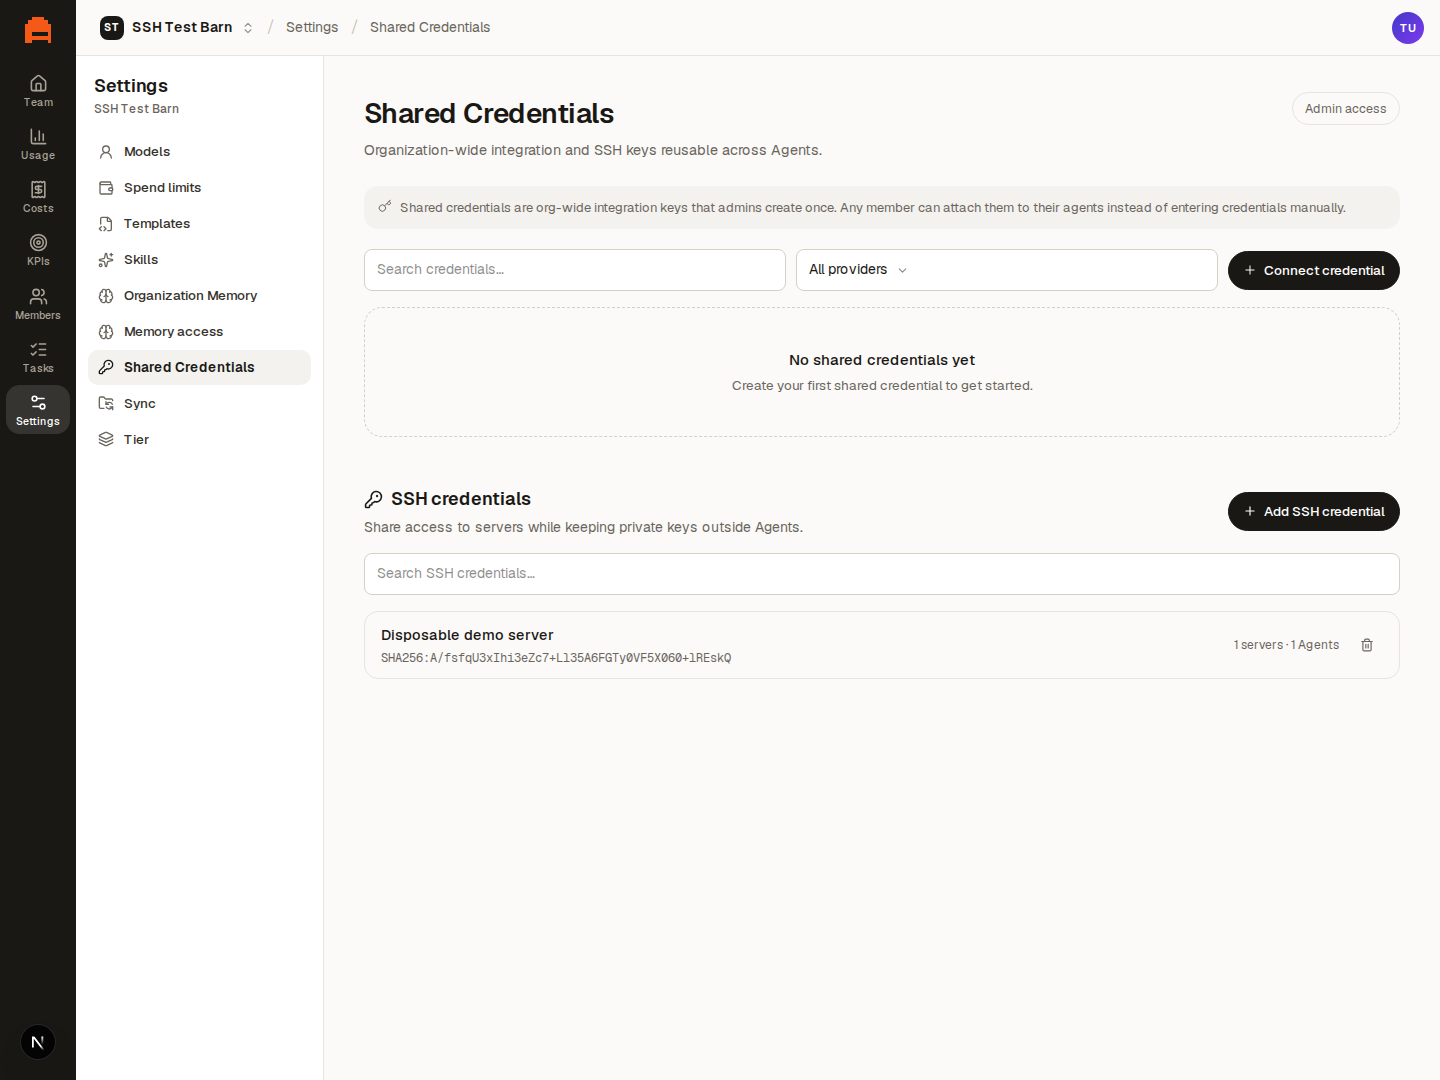 ST SSH Test Barn / Settings / Shared Credentials
TU
Team
Usage
Costs
KPIs
Members
Tasks
Settings
N
Settings
SSH Test Barn
Models
Spend limits
Templates
Skills
Organization Memory
Memory access
Shared Credentials
Sync
Tier
Shared Credentials
Admin access
Organization-wide integration and SSH keys reusable across Agents.
Shared credentials are org-wide integration keys that admins create once. Any member can attach them to their agents instead of entering credentials manually.
Search credentials...
All providers
+ Connect credential
No shared credentials yet
Create your first shared credential to get started.
SSH credentials
Share access to servers while keeping private keys outside Agents.
+ Add SSH credential
Search SSH credentials...
Disposable demo server
SHA256:A/fsfqU3xIhi3eZc7+Ll35A6FGTy0VF5X060+lREskQ
1 servers · 1 Agents